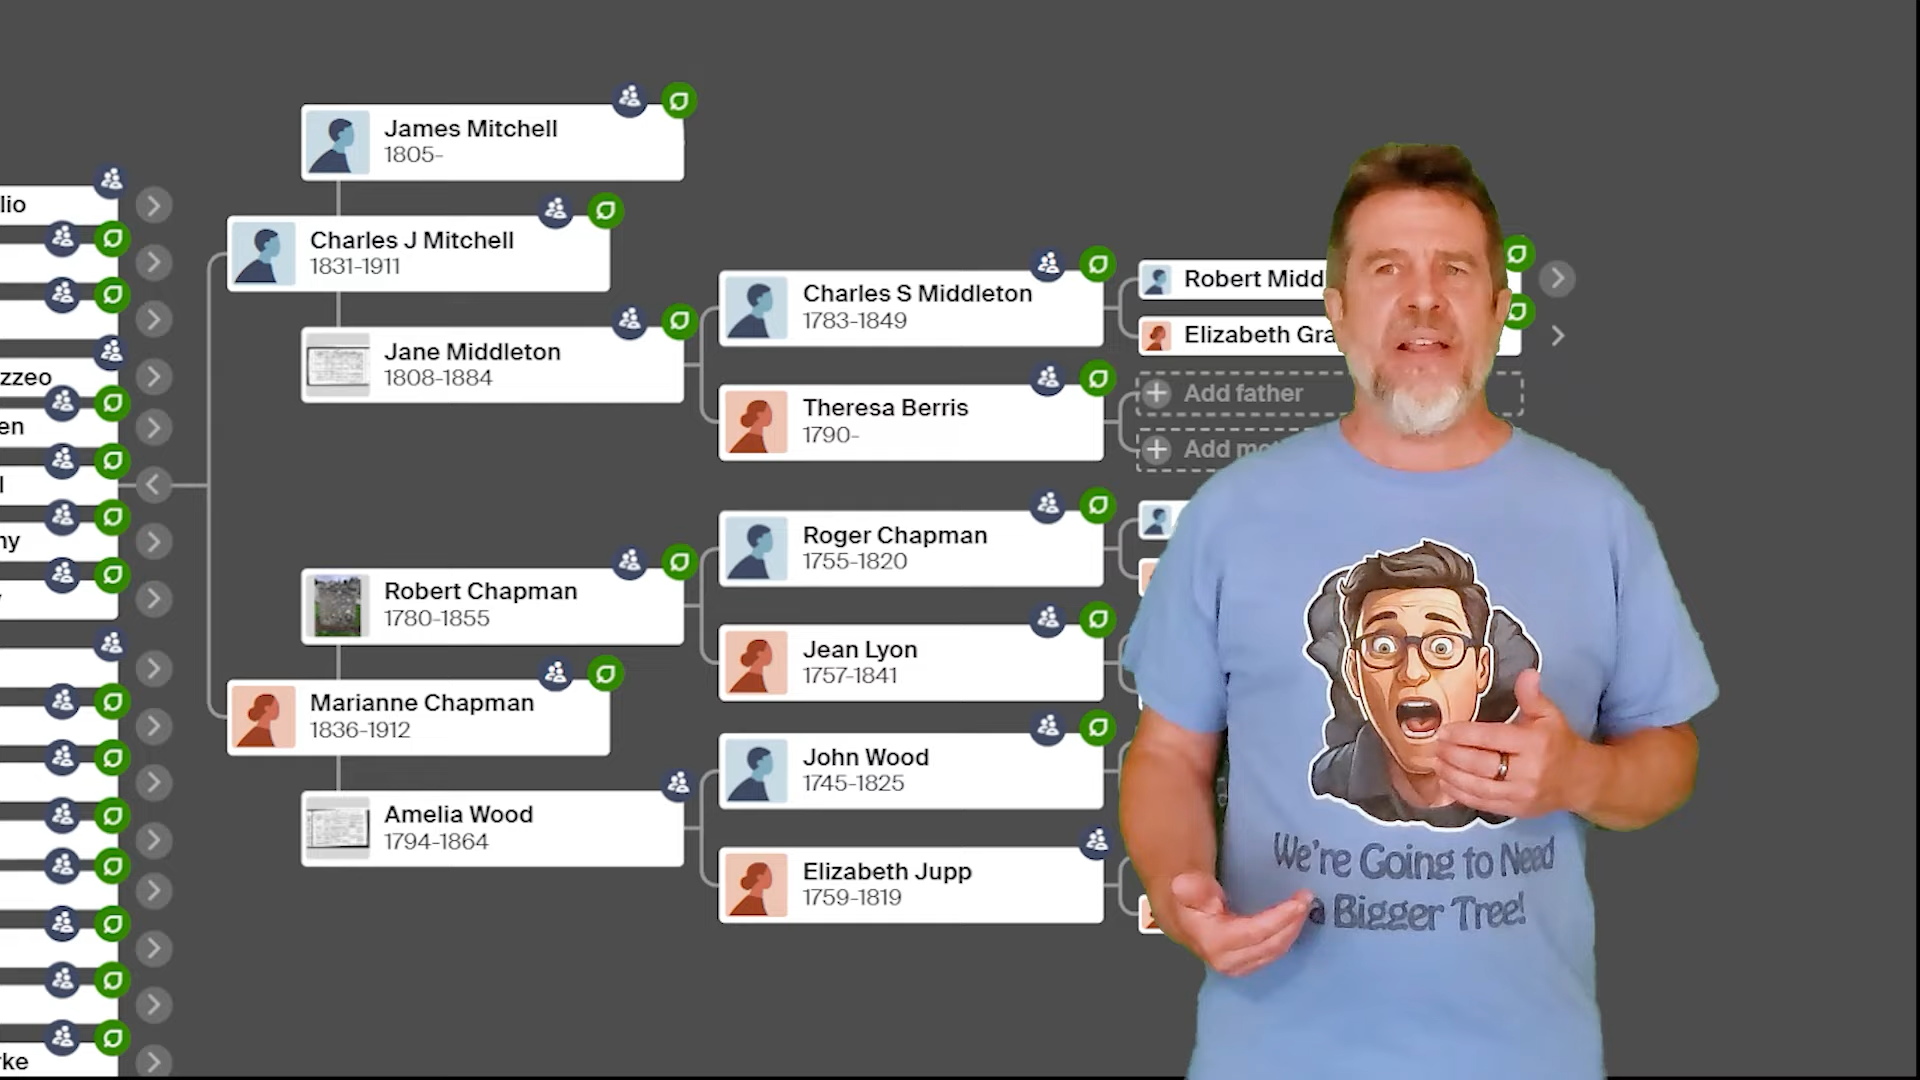 lio
zzeo
en
l
ny
rke
James Mitchell
1805-
Charles J Mitchell
1831-1911
Jane Middleton
1808-1884
Robert Chapman
1780-1855
Marianne Chapman
1836-1912
Amelia Wood
1794-1864
Charles S Middleton
1783-1849
Theresa Berris
1790-
Roger Chapman
1755-1820
Jean Lyon
1757-1841
John Wood
1745-1825
Elizabeth Jupp
1759-1819
Robert Midd
Elizabeth Gra
Add father
Add mo
We're Going to Need
a Bigger Tree!